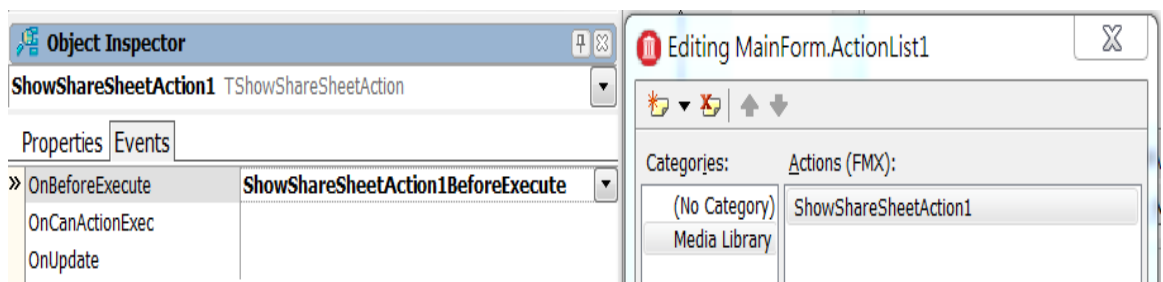 Object Inspector
ShowShareSheetAction1 TShowShareSheetAction
Properties Events
» OnBeforeExecute ShowShareSheetAction1BeforeExecute
OnCanActionExec
OnUpdate
Editing MainForm.ActionList1
Categories: Actions (FMX):
(No Category) ShowShareSheetAction1
Media Library